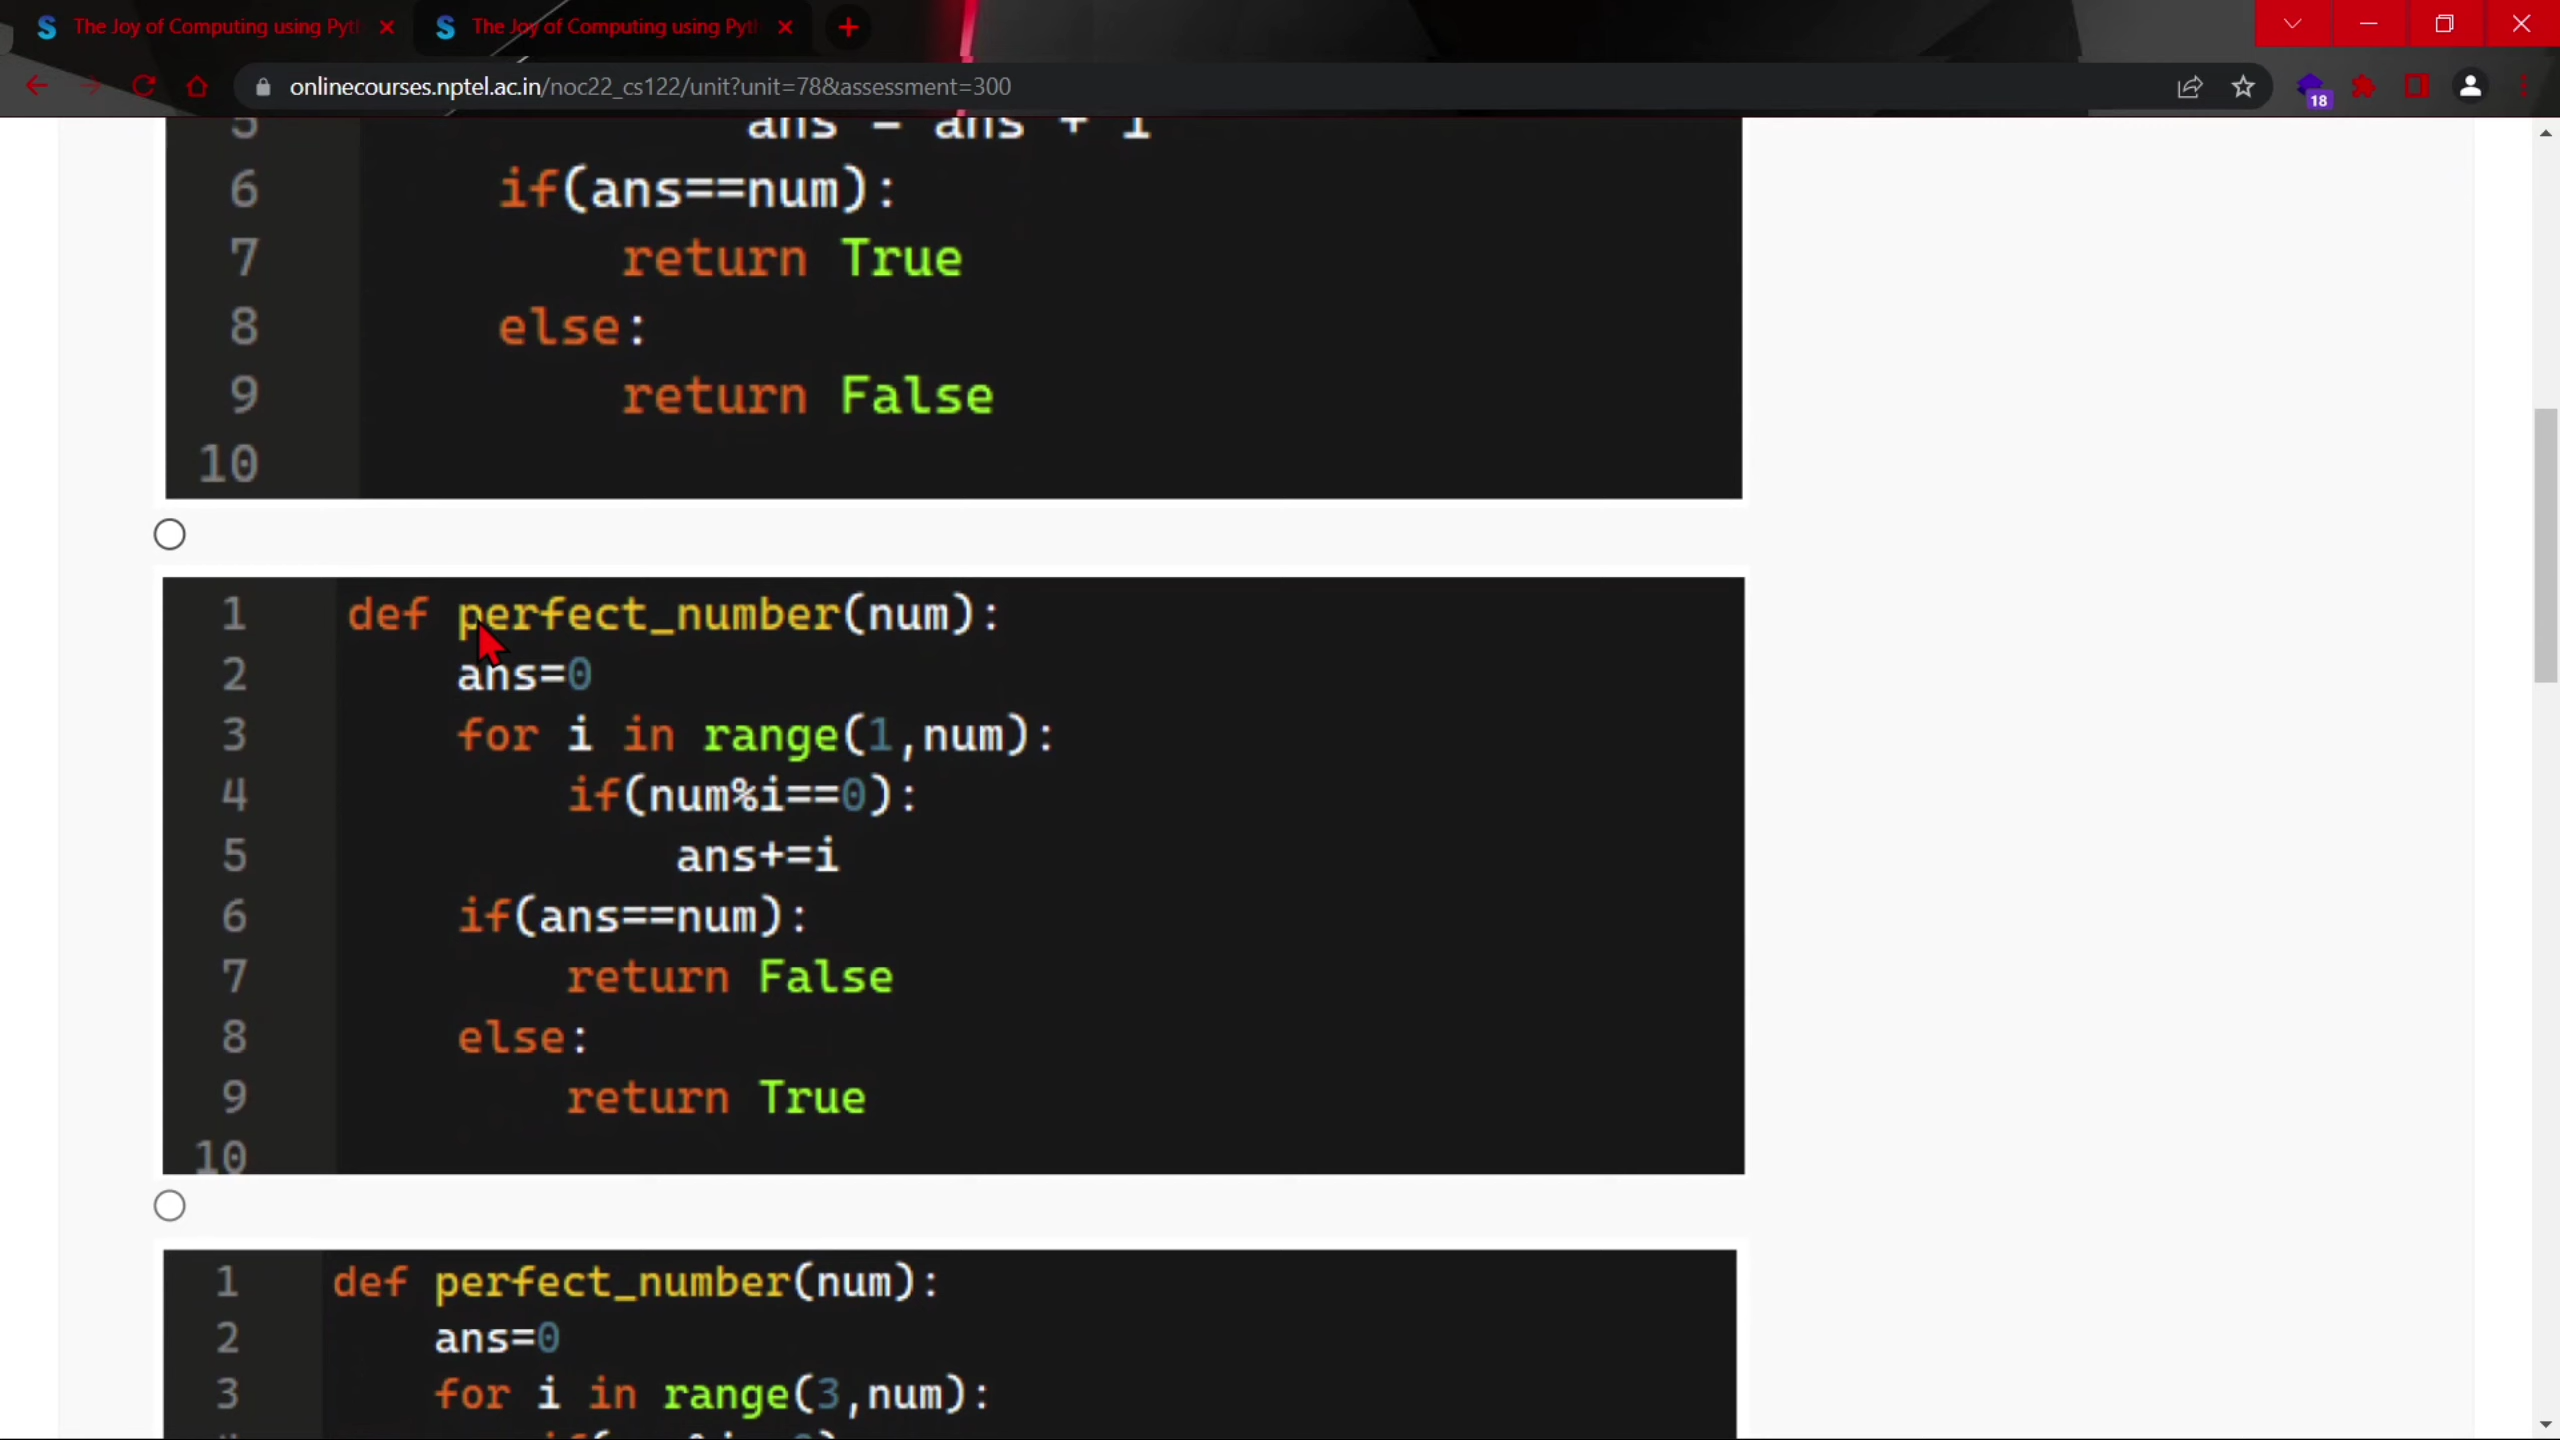 The Joy of Computing using Pyt
The Joy of Computing using Pyt
onlinecourses.nptel.ac.in/noc22_cs122/unit?unit=78&assessment=300
18
5 ans = ans + i
6 if(ans==num):
7 return True
8 else:
9 return False
10
1 def perfect_number(num):
2 ans=0
3 for i in range(1,num):
4 if(num%i==0):
5 ans+=i
6 if(ans==num):
7 return False
8 else:
9 return True
10
1 def perfect_number(num):
2 ans=0
3 for i in range(3,num):